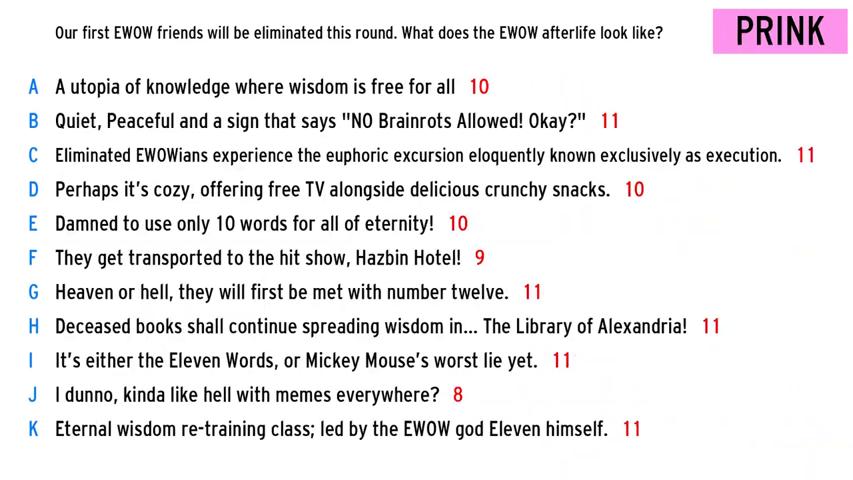 Our first EWOW friends will be eliminated this round. What does the EWOW afterlife look like?
PRINK
A A utopia of knowledge where wisdom is free for all 10
B Quiet, Peaceful and a sign that says "NO Brainrots Allowed! Okay?" 11
C Eliminated EWOWians experience the euphoric excursion eloquently known exclusively as execution. 11
D Perhaps it's cozy, offering free TV alongside delicious crunchy snacks. 10
E Damned to use only 10 words for all of eternity! 10
F They get transported to the hit show, Hazbin Hotel! 9
G Heaven or hell, they will first be met with number twelve. 11
H Deceased books shall continue spreading wisdom in... The Library of Alexandria! 11
I It's either the Eleven Words, or Mickey Mouse's worst lie yet. 11
J I dunno, kinda like hell with memes everywhere? 8
K Eternal wisdom re-training class; led by the EWOW god Eleven himself. 11